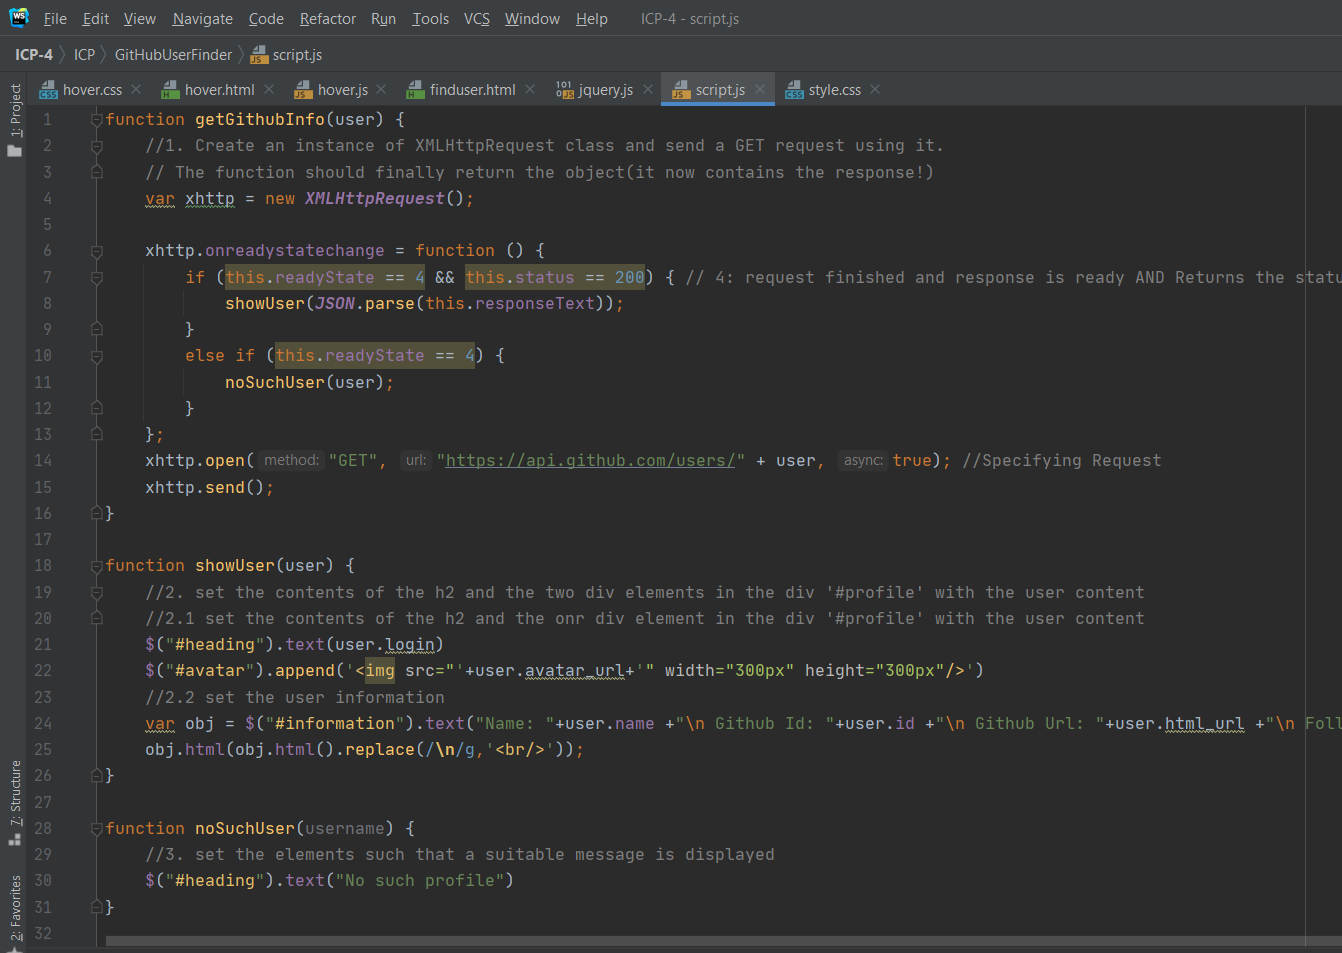 WS File Edit View Navigate Code Refactor Run Tools VCS Window Help ICP-4 - script.js
ICP-4 ICP GitHubUserFinder script.js
hover.css hover.html hover.js finduser.html jquery.js script.js style.css
1: Project
7: Structure
2: Favorites
1 function getGithubInfo(user) {
2 //1. Create an instance of XMLHttpRequest class and send a GET request using it.
3 // The function should finally return the object(it now contains the response!)
4 var xhttp = new XMLHttpRequest();
5
6 xhttp.onreadystatechange = function () {
7 if (this.readyState == 4 && this.status == 200) { // 4: request finished and response is ready AND Returns the statu
8 showUser(JSON.parse(this.responseText));
9 }
10 else if (this.readyState == 4) {
11 noSuchUser(user);
12 }
13 };
14 xhttp.open( method: "GET", url: "https://api.github.com/users/" + user, async: true); //Specifying Request
15 xhttp.send();
16 }
17
18 function showUser(user) {
19 //2. set the contents of the h2 and the two div elements in the div '#profile' with the user content
20 //2.1 set the contents of the h2 and the onr div element in the div '#profile' with the user content
21 $("#heading").text(user.login)
22 $("#avatar").append('<img src="'+user.avatar_url+'" width="300px" height="300px"/>')
23 //2.2 set the user information
24 var obj = $("#information").text("Name: "+user.name +"\n Github Id: "+user.id +"\n Github Url: "+user.html_url +"\n Foll
25 obj.html(obj.html().replace(/\n/g,'<br/>'));
26 }
27
28 function noSuchUser(username) {
29 //3. set the elements such that a suitable message is displayed
30 $("#heading").text("No such profile")
31 }
32